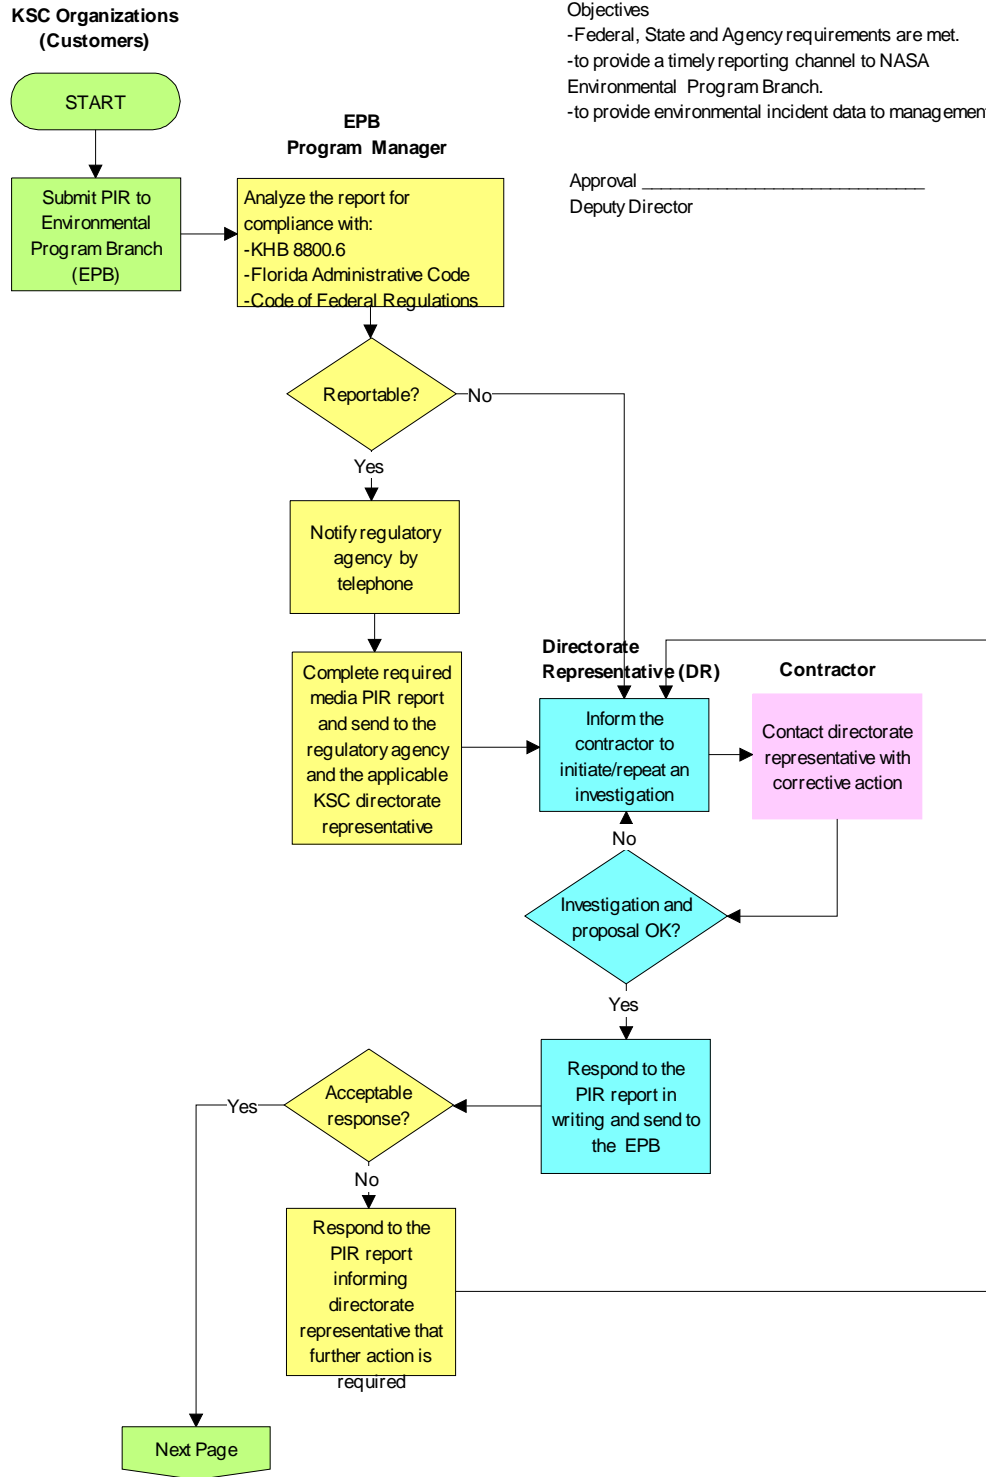 KSC Organizations
(Customers)
Objectives
-Federal, State and Agency requirements are met.
-to provide a timely reporting channel to NASA
Environmental Program Branch.
-to provide environmental incident data to management
Approval ______________________________
Deputy Director
START
EPB
Program Manager
Submit PIR to
Environmental
Program Branch
(EPB)
Analyze the report for
compliance with:
-KHB 8800.6
-Florida Administrative Code
-Code of Federal Regulations
Reportable?
No
Yes
Notify regulatory
agency by
telephone
Complete required
media PIR report
and send to the
regulatory agency
and the applicable
KSC directorate
representative
Directorate
Representative (DR)
Inform the
contractor to
initiate/repeat an
investigation
Contractor
Contact directorate
representative with
corrective action
No
Investigation and
proposal OK?
Yes
Respond to the
PIR report in
writing and send to
the EPB
Acceptable
response?
Yes
No
Respond to the
PIR report
informing
directorate
representative that
further action is
required
Next Page